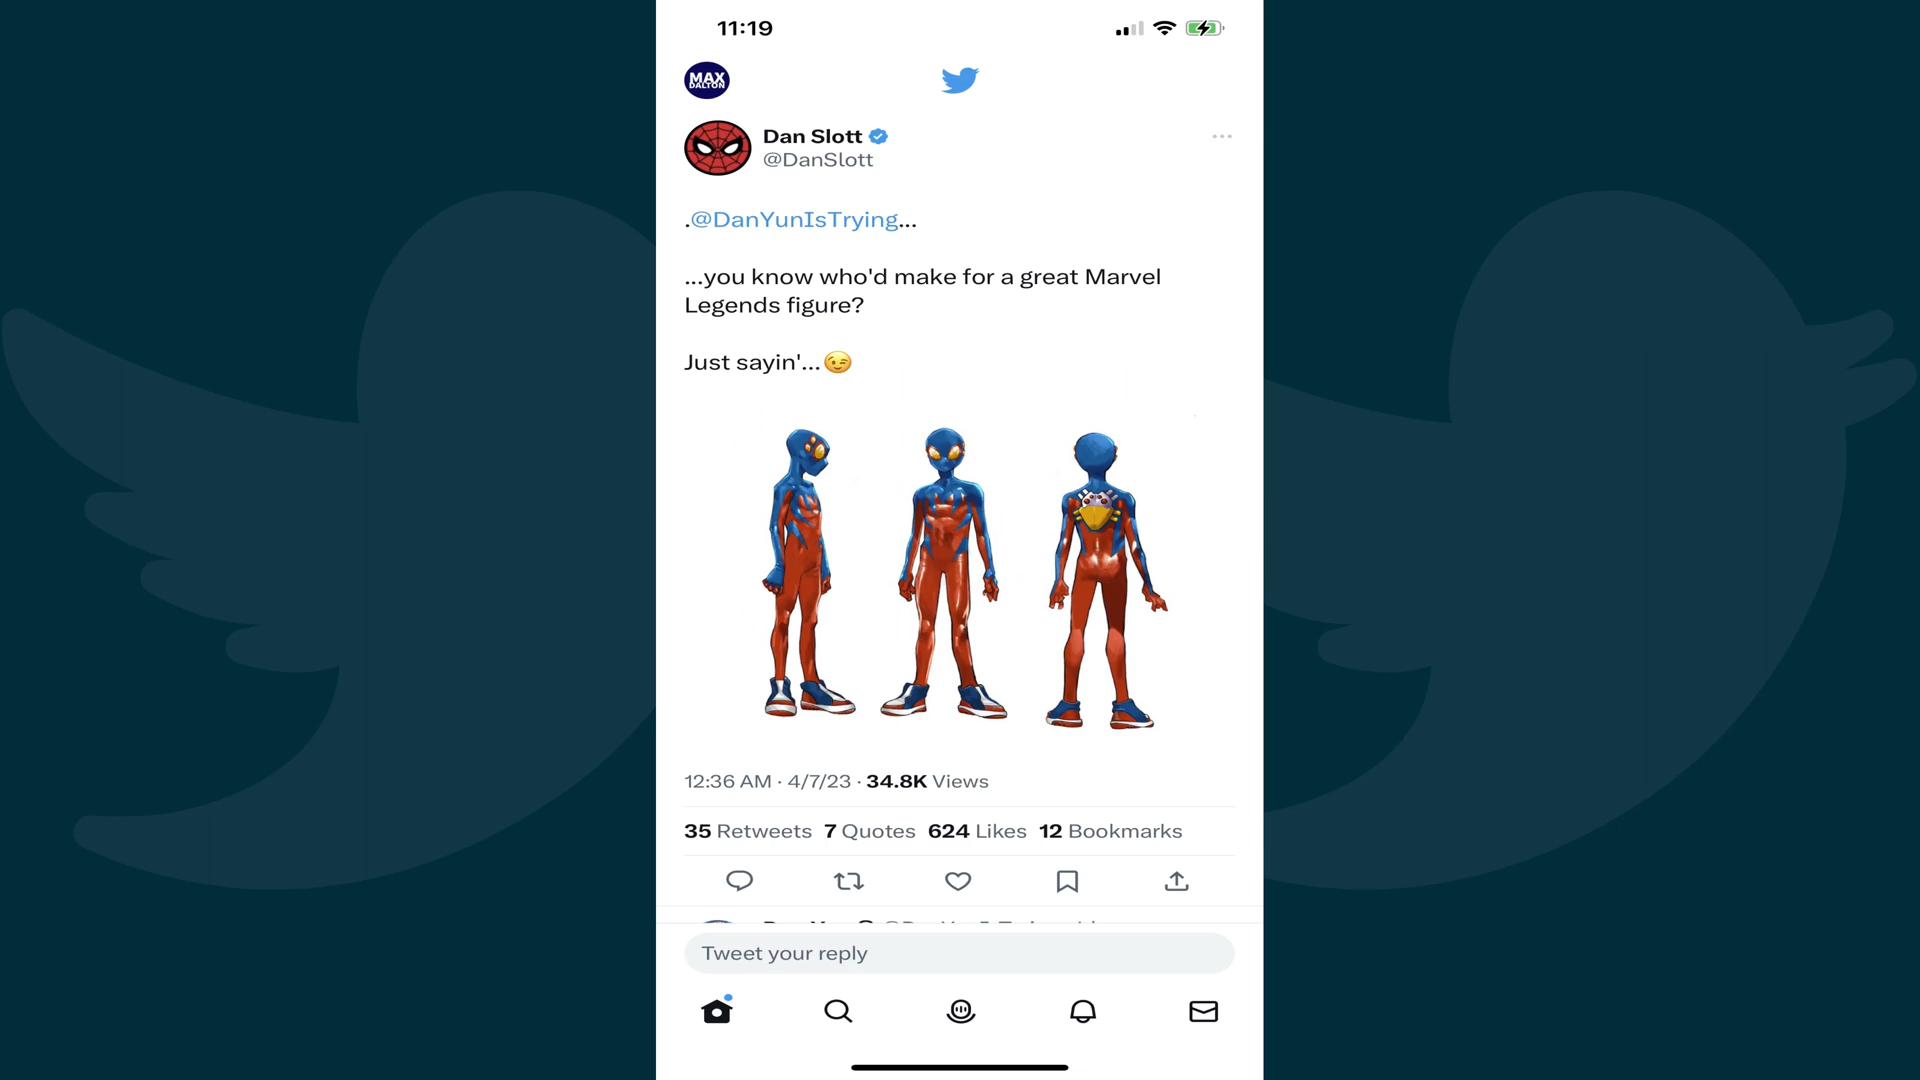 11:19
MAX
DALTON
Dan Slott
@DanSlott
.@DanYunIsTrying...
...you know who'd make for a great Marvel
Legends figure?
Just sayin'...😉
12:36 AM · 4/7/23 · 34.8K Views
35 Retweets 7 Quotes 624 Likes 12 Bookmarks
Tweet your reply